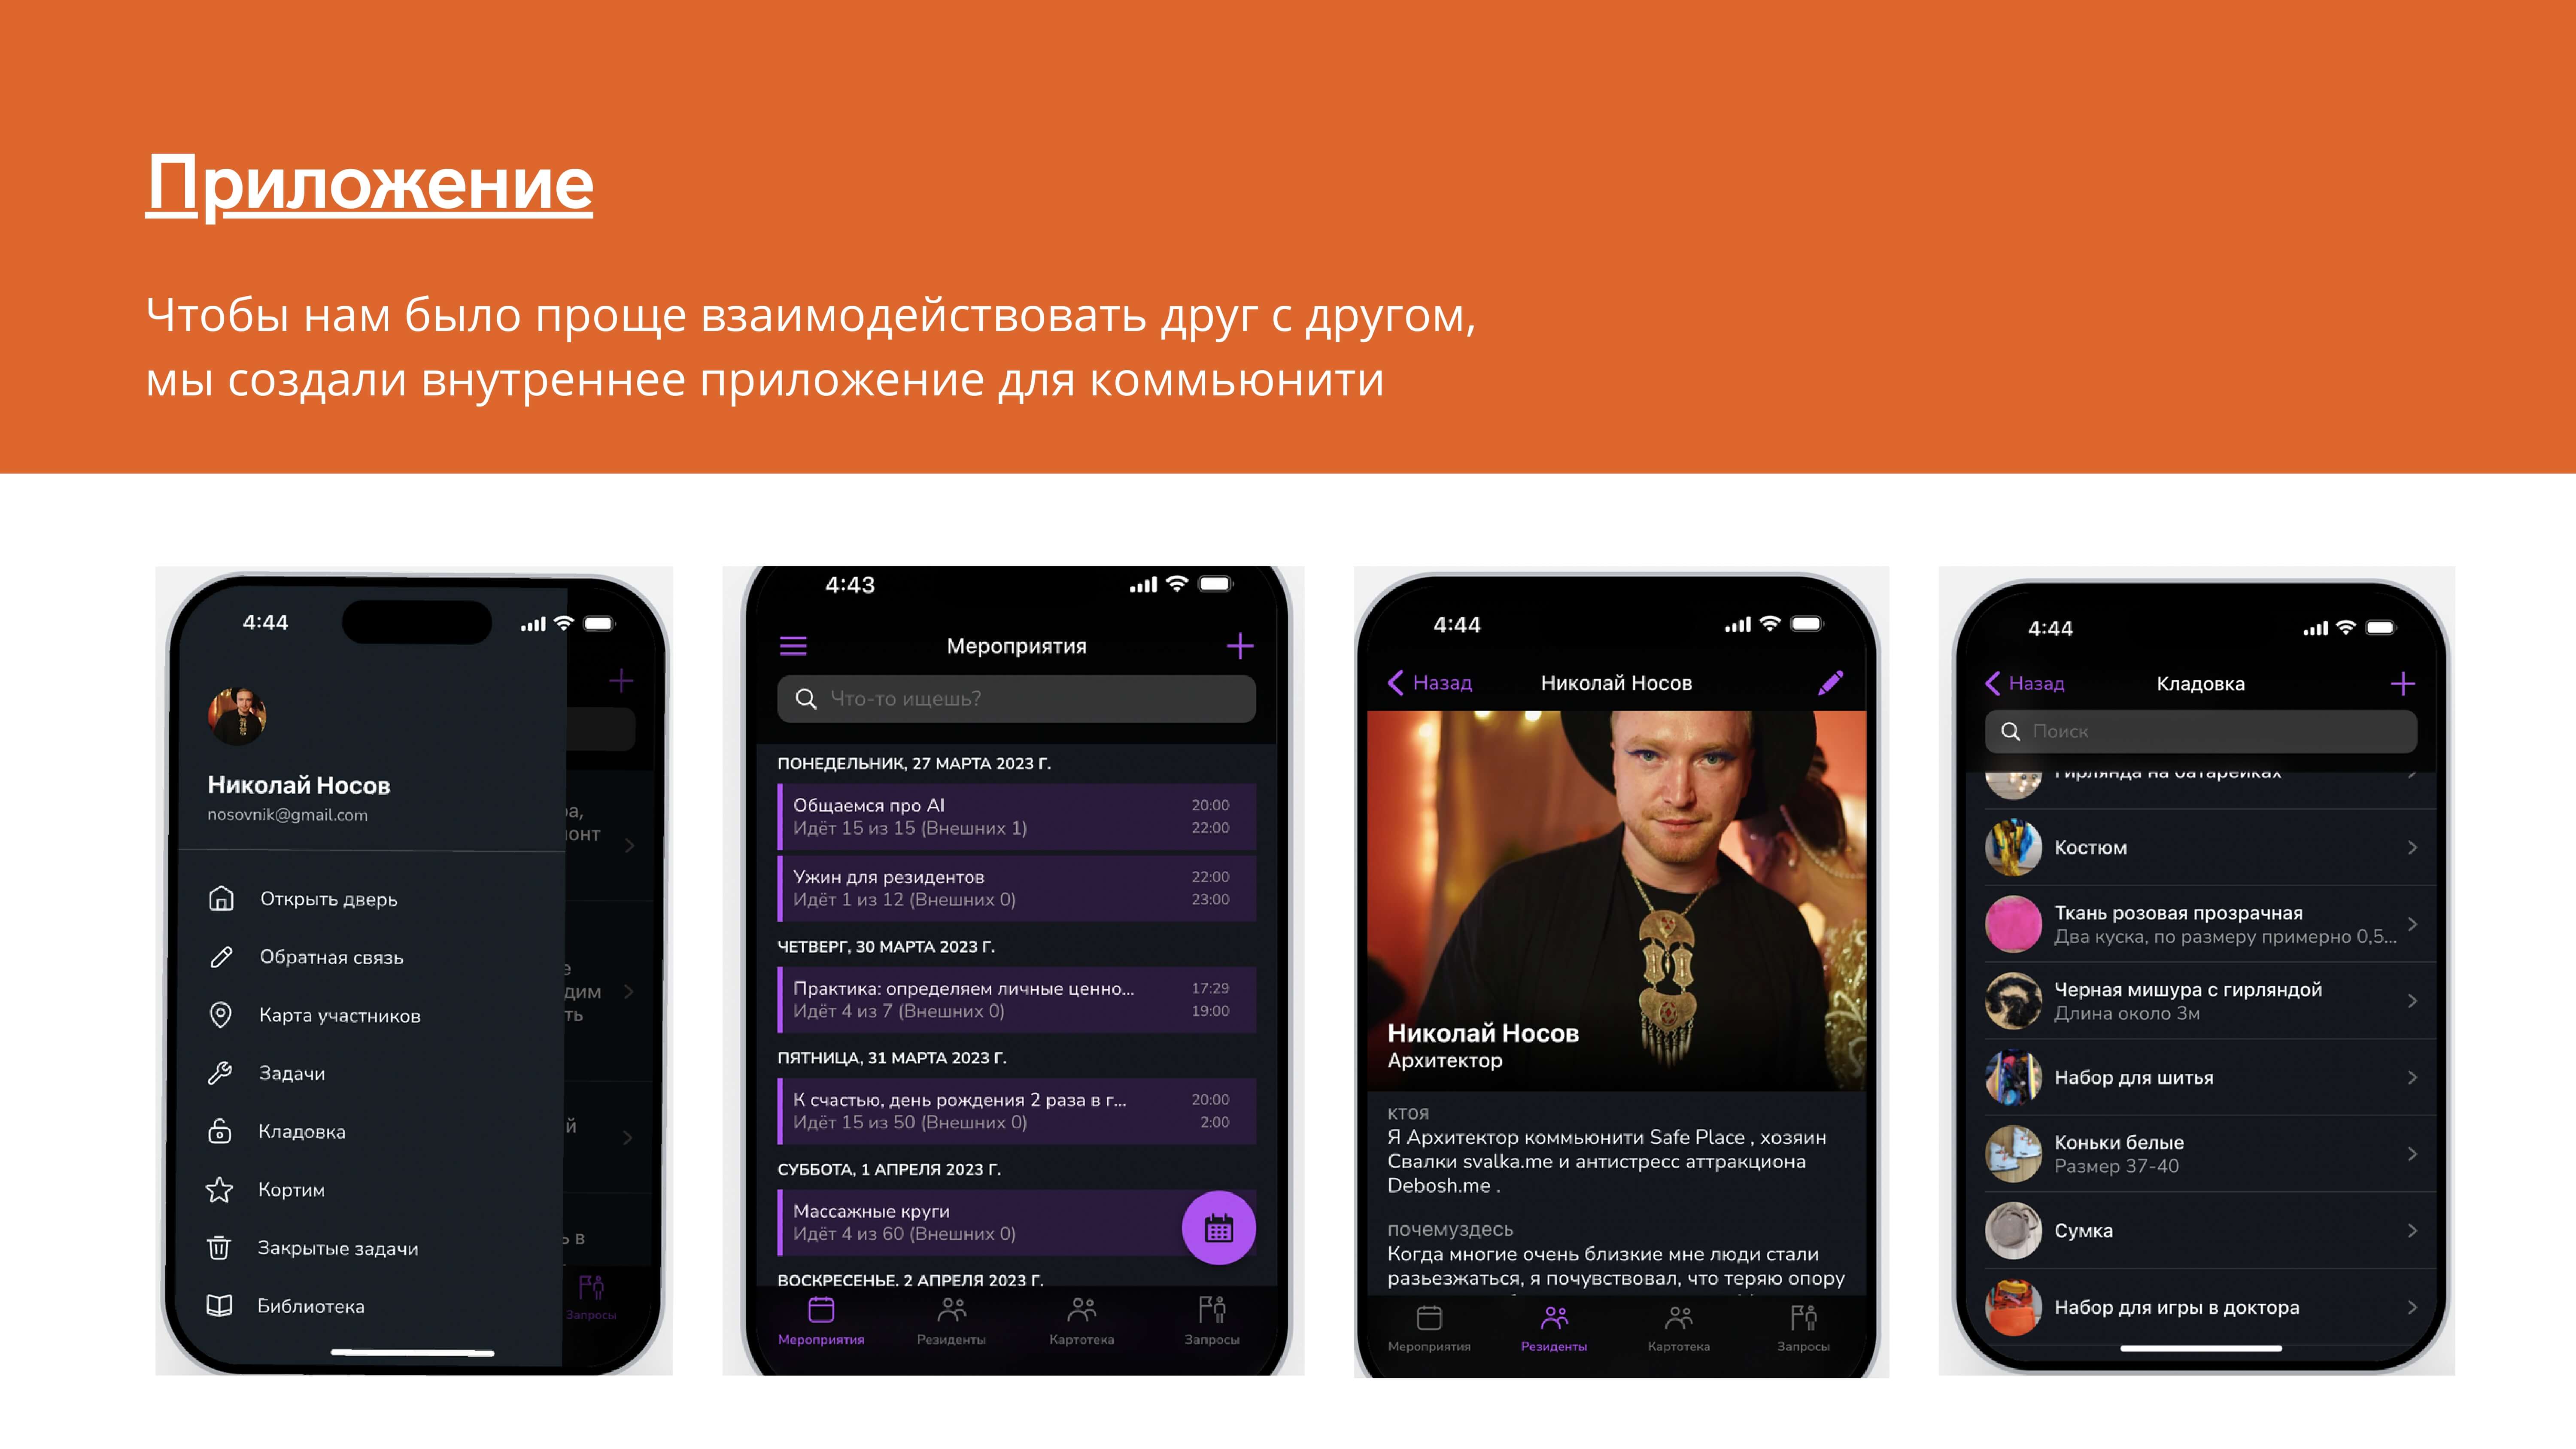 Приложение
Чтобы нам было проще взаимодействовать друг с другом,
мы создали внутреннее приложение для коммьюнити
4:44
Николай Носов
nosovnik@gmail.com
Открыть дверь
Обратная связь
Карта участников
Задачи
Кладовка
Кортим
Закрытые задачи
Библиотека
Запросы
4:43
Мероприятия
Что-то ищешь?
ПОНЕДЕЛЬНИК, 27 МАРТА 2023 Г.
Общаемся про AI 20:00
Идёт 15 из 15 (Внешних 1) 22:00
Ужин для резидентов 22:00
Идёт 1 из 12 (Внешних 0) 23:00
ЧЕТВЕРГ, 30 МАРТА 2023 Г.
Практика: определяем личные ценно... 17:29
Идёт 4 из 7 (Внешних 0) 19:00
ПЯТНИЦА, 31 МАРТА 2023 Г.
К счастью, день рождения 2 раза в г... 20:00
Идёт 15 из 50 (Внешних 0) 2:00
СУББОТА, 1 АПРЕЛЯ 2023 Г.
Массажные круги
Идёт 4 из 60 (Внешних 0)
ВОСКРЕСЕНЬЕ, 2 АПРЕЛЯ 2023 Г.
Мероприятия Резиденты Картотека Запросы
4:44
Назад Николай Носов
Николай Носов
Архитектор
ктоя
Я Архитектор коммьюнити Safe Place , хозяин
Свалки svalka.me и антистресс аттракциона
Debosh.me .
почемуздесь
Когда многие очень близкие мне люди стали
разьезжаться, я почувствовал, что теряю опору
Мероприятия Резиденты Картотека Запросы
4:44
Назад Кладовка
Поиск
Гирлянда на батарейках
Костюм
Ткань розовая прозрачная
Два куска, по размеру примерно 0,5...
Черная мишура с гирляндой
Длина около 3м
Набор для шитья
Коньки белые
Размер 37-40
Сумка
Набор для игры в доктора